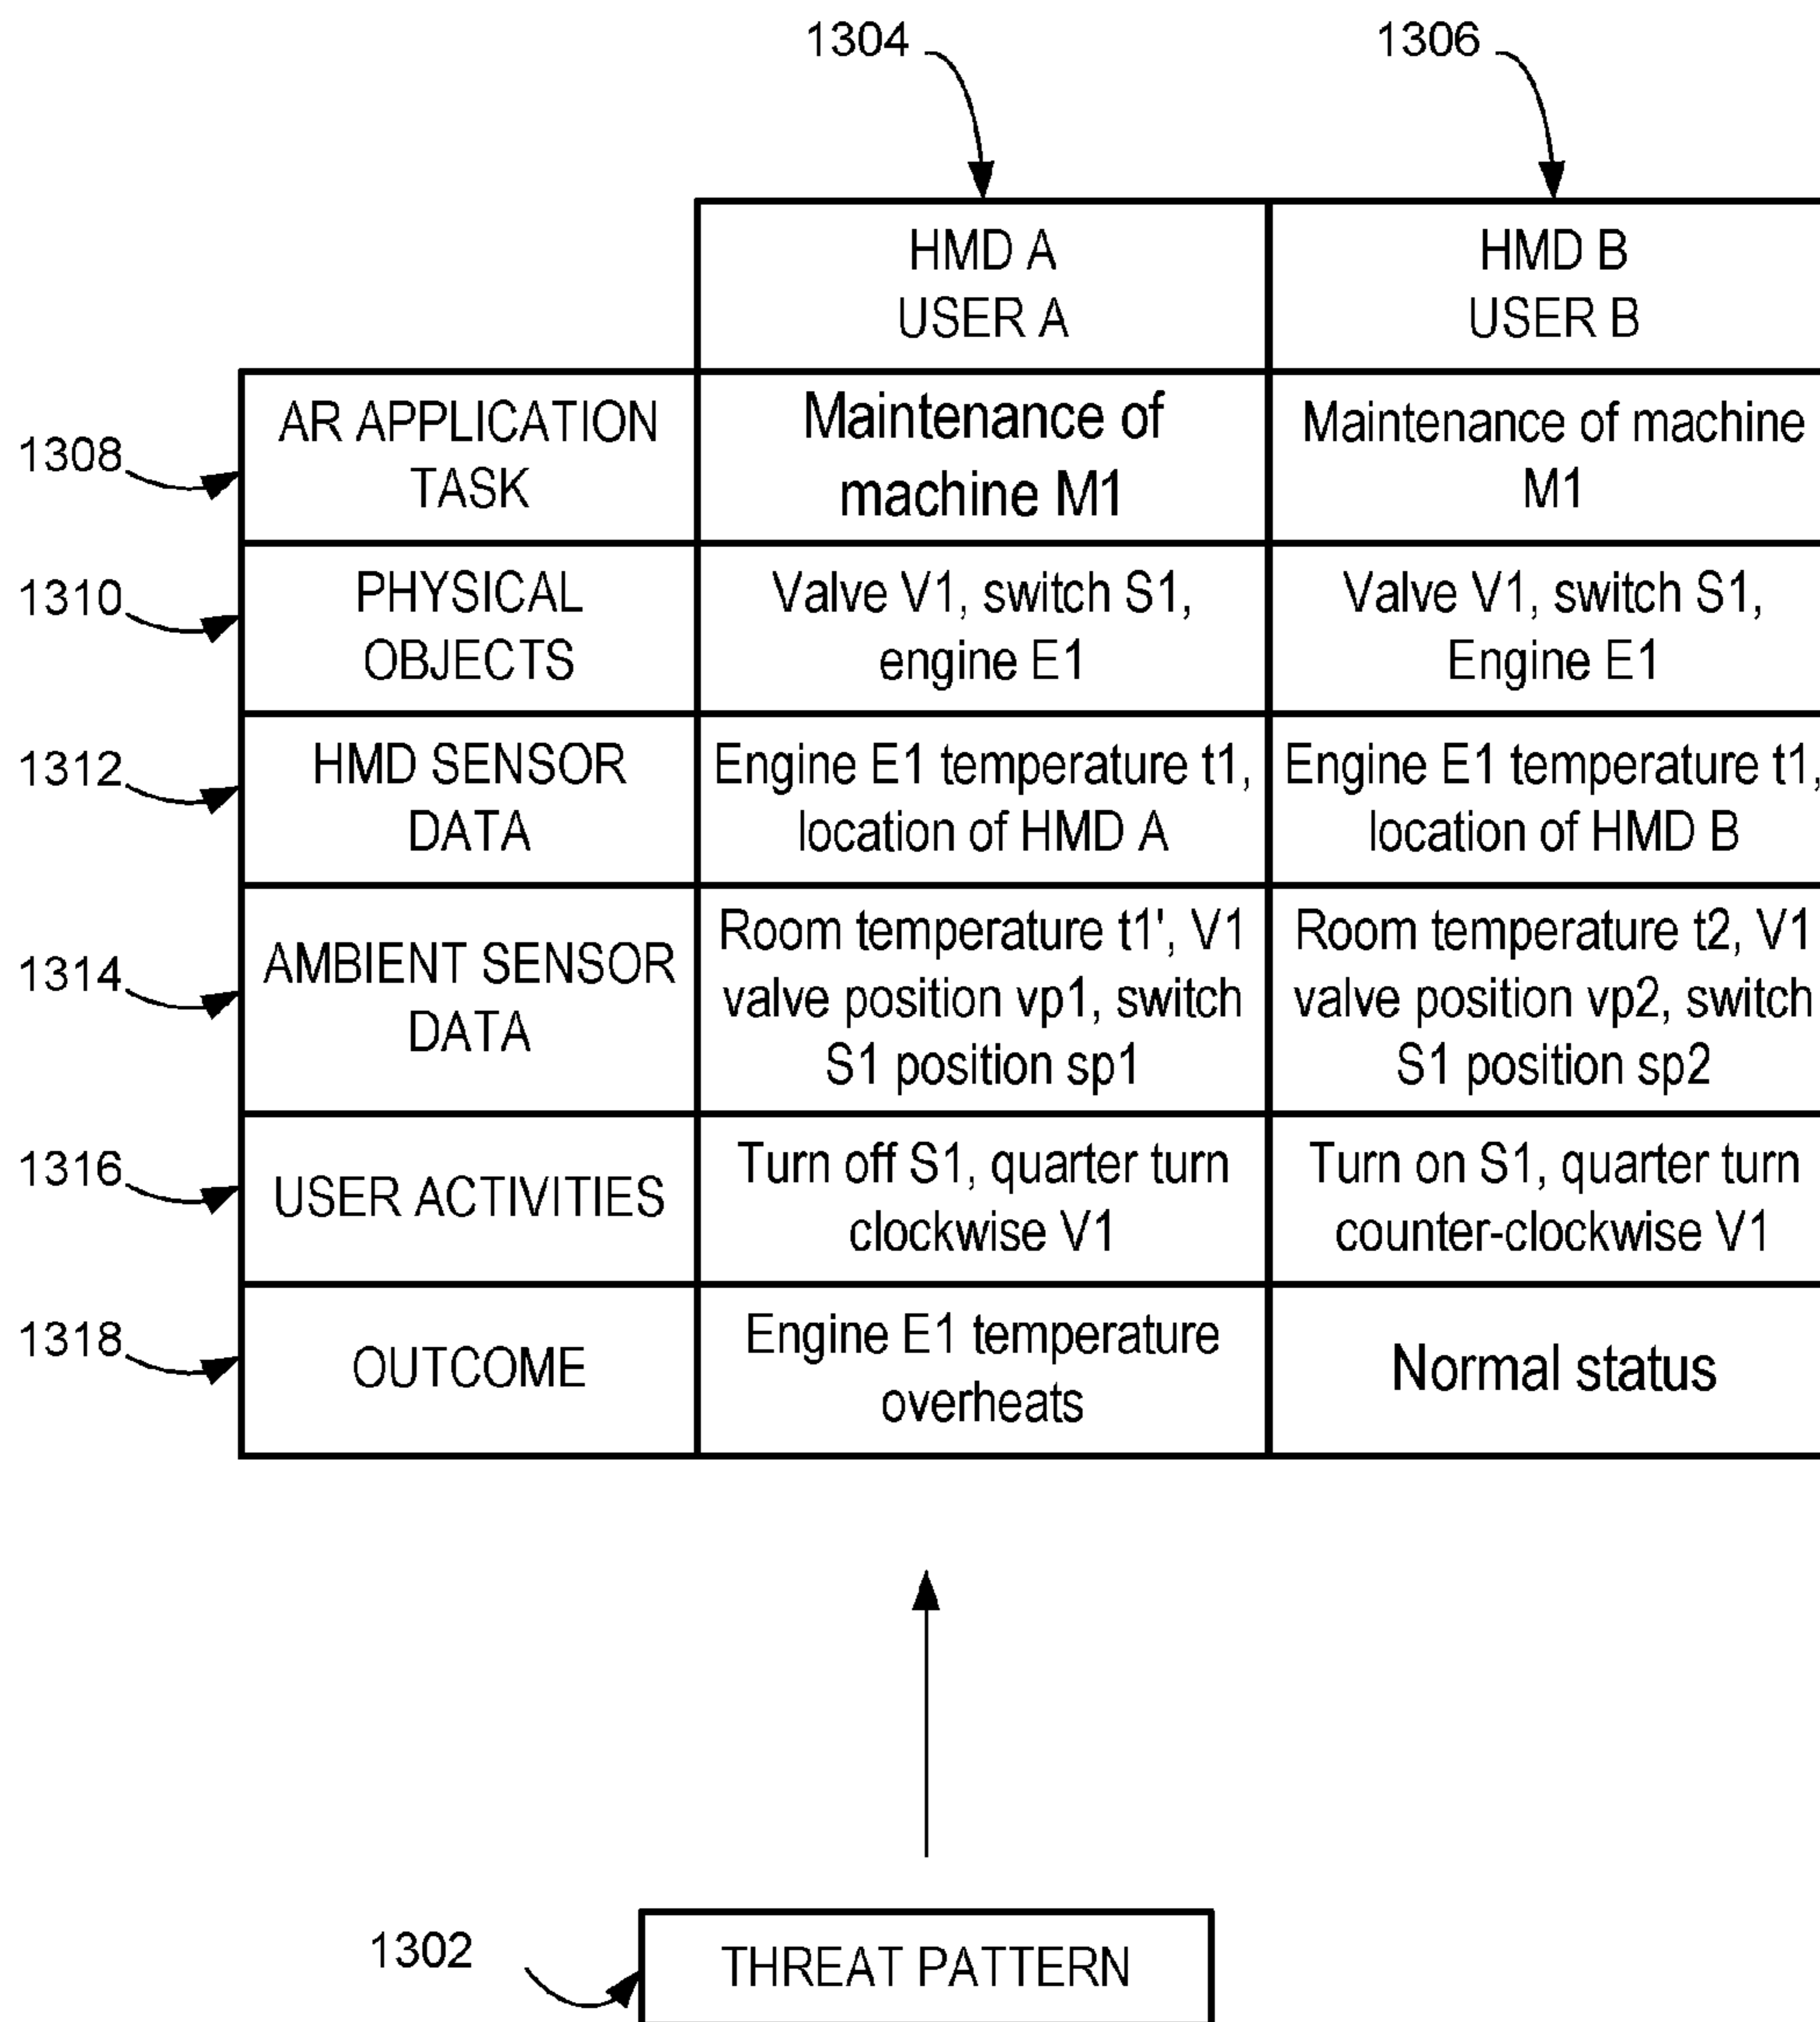 1304
1306
HMD A
USER A
HMD B
USER B
1308
AR APPLICATION
TASK
Maintenance of
machine M1
Maintenance of machine
M1
1310
PHYSICAL
OBJECTS
Valve V1, switch S1,
engine E1
Valve V1, switch S1,
Engine E1
1312
HMD SENSOR
DATA
Engine E1 temperature t1,
location of HMD A
Engine E1 temperature t1,
location of HMD B
1314
AMBIENT SENSOR
DATA
Room temperature t1', V1
valve position vp1, switch
S1 position sp1
Room temperature t2, V1
valve position vp2, switch
S1 position sp2
1316
USER ACTIVITIES
Turn off S1, quarter turn
clockwise V1
Turn on S1, quarter turn
counter-clockwise V1
1318
OUTCOME
Engine E1 temperature
overheats
Normal status
1302
THREAT PATTERN